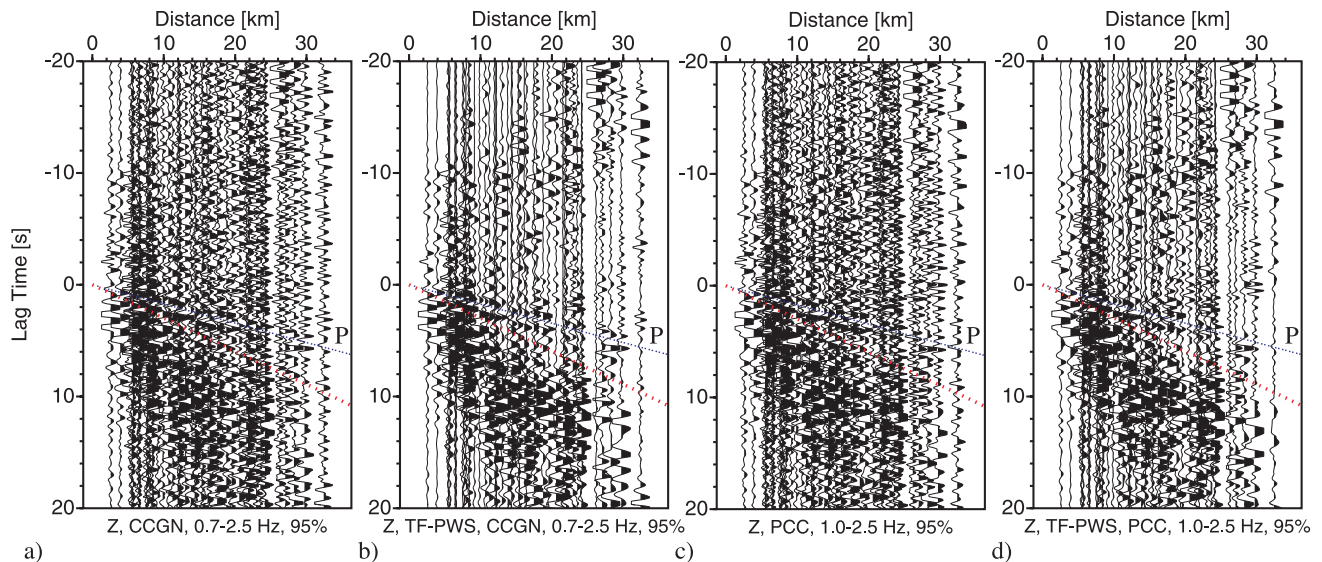 Distance [km] Distance [km] Distance [km] Distance [km]
0 10 20 30 0 10 20 30 0 10 20 30 0 10 20 30
-20 -20 -20 -20
-10 -10 -10 -10
Lag Time [s]
0 0 0 0
P P P P
10 10 10 10
20 20 20 20
Z, CCGN, 0.7-2.5 Hz, 95% Z, TF-PWS, CCGN, 0.7-2.5 Hz, 95% Z, PCC, 1.0-2.5 Hz, 95% Z, TF-PWS, PCC, 1.0-2.5 Hz, 95%
a) b) c) d)